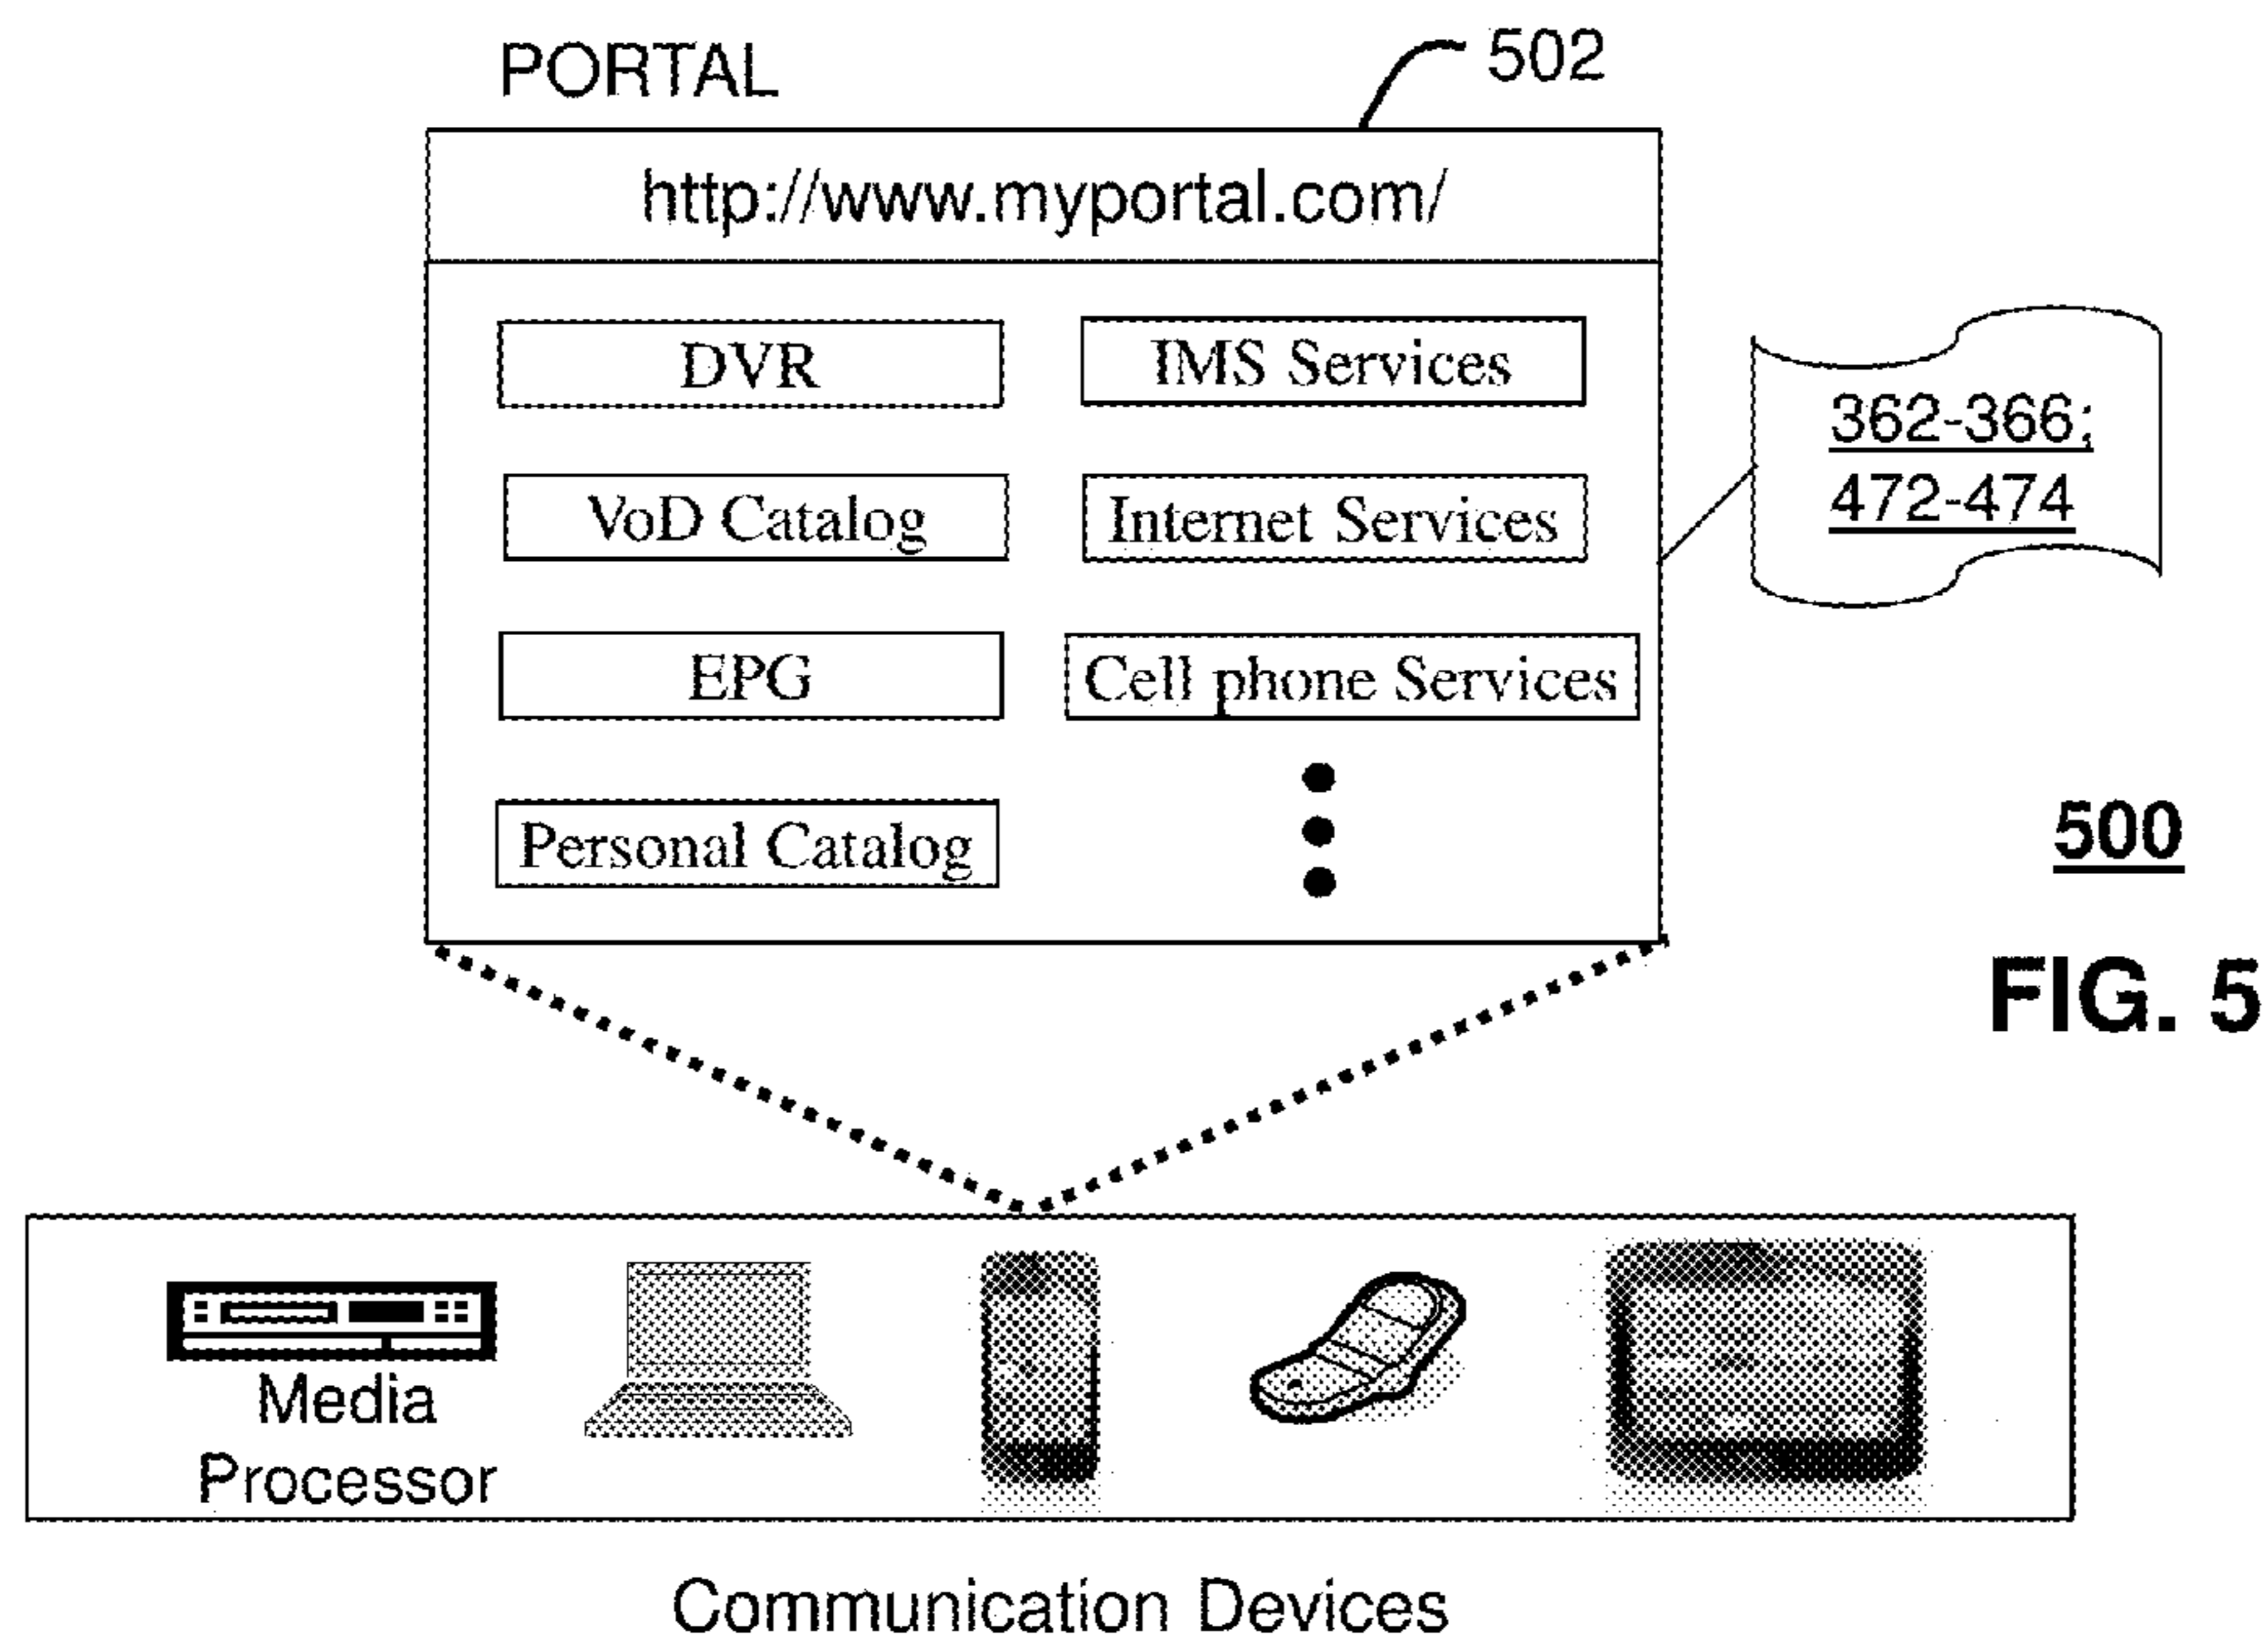 PORTAL
502
http://www.myportal.com/
DVR
IMS Services
362-366;
472-474
VoD Catalog
Internet Services
EPG
Cell phone Services
Personal Catalog
500
FIG. 5
Media
Processor
Communication Devices